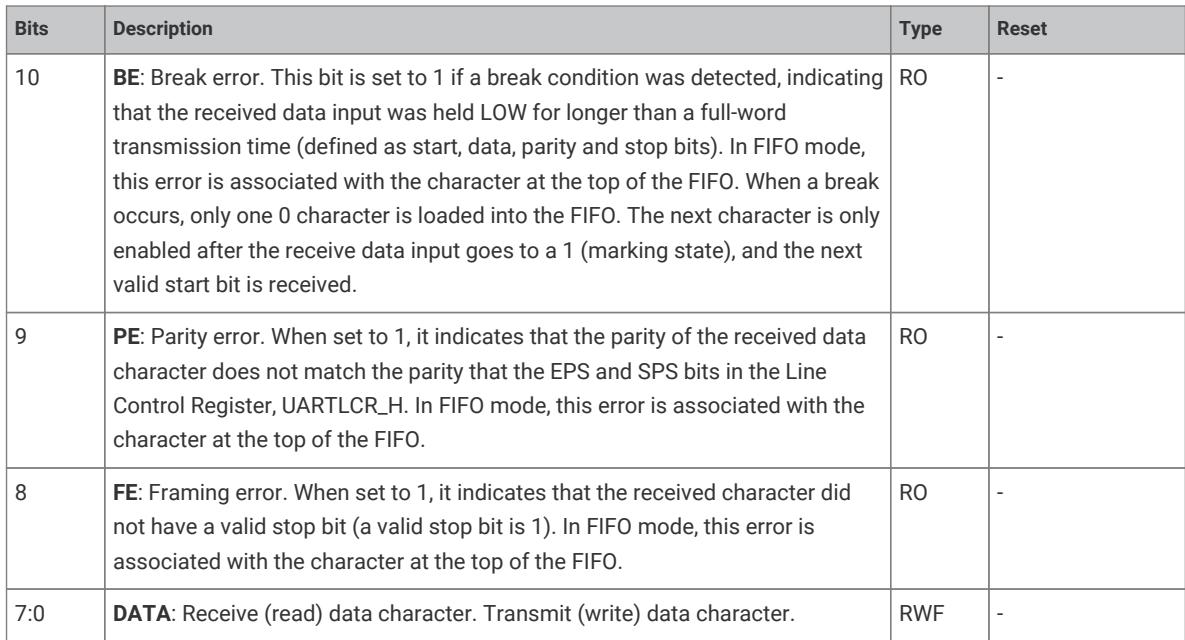 Bits Description Type Reset
10 BE: Break error. This bit is set to 1 if a break condition was detected, indicating RO -
that the received data input was held LOW for longer than a full-word
transmission time (defined as start, data, parity and stop bits). In FIFO mode,
this error is associated with the character at the top of the FIFO. When a break
occurs, only one 0 character is loaded into the FIFO. The next character is only
enabled after the receive data input goes to a 1 (marking state), and the next
valid start bit is received.
9 PE: Parity error. When set to 1, it indicates that the parity of the received data RO -
character does not match the parity that the EPS and SPS bits in the Line
Control Register, UARTLCR_H. In FIFO mode, this error is associated with the
character at the top of the FIFO.
8 FE: Framing error. When set to 1, it indicates that the received character did RO -
not have a valid stop bit (a valid stop bit is 1). In FIFO mode, this error is
associated with the character at the top of the FIFO.
7:0 DATA: Receive (read) data character. Transmit (write) data character. RWF -